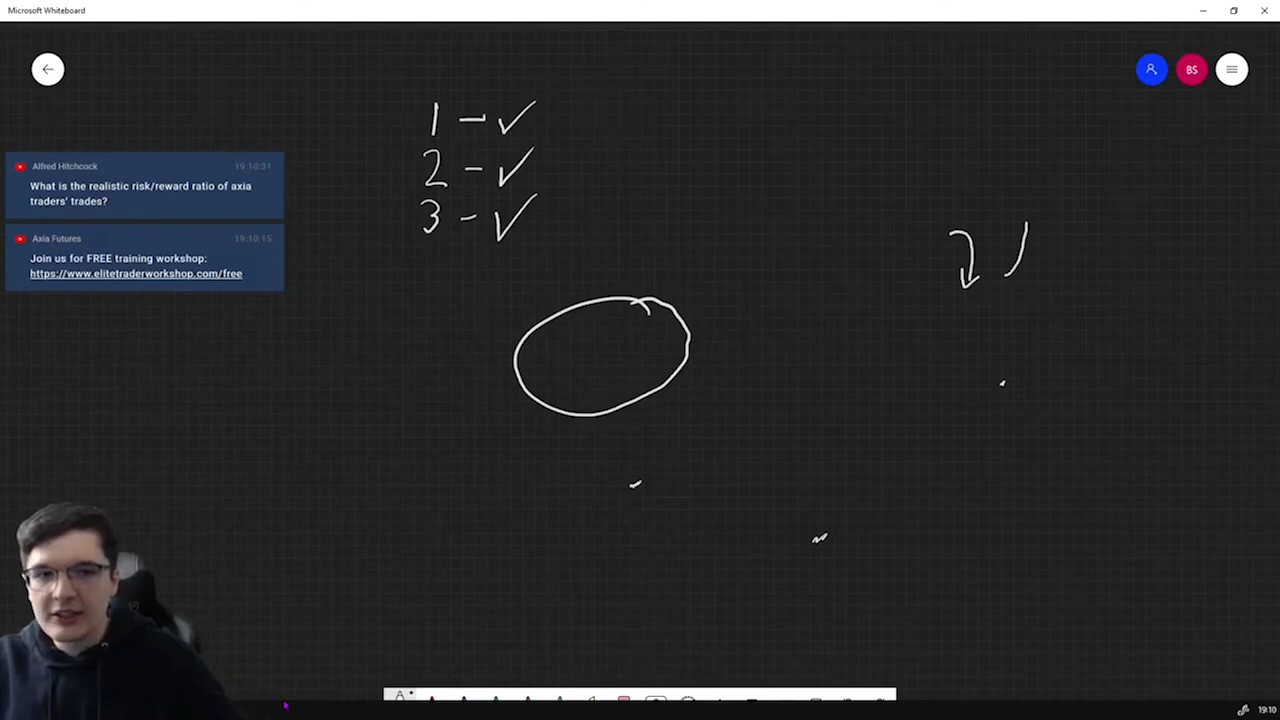 Microsoft Whiteboard
BS
1 - ✓
2 - ✓
3 - ✓
Alfred Hitchcock 19:10:31
What is the realistic risk/reward ratio of axia
traders' trades?
Axia Futures 19:10:15
Join us for FREE training workshop:
https://www.elitetraderworkshop.com/free
19:10